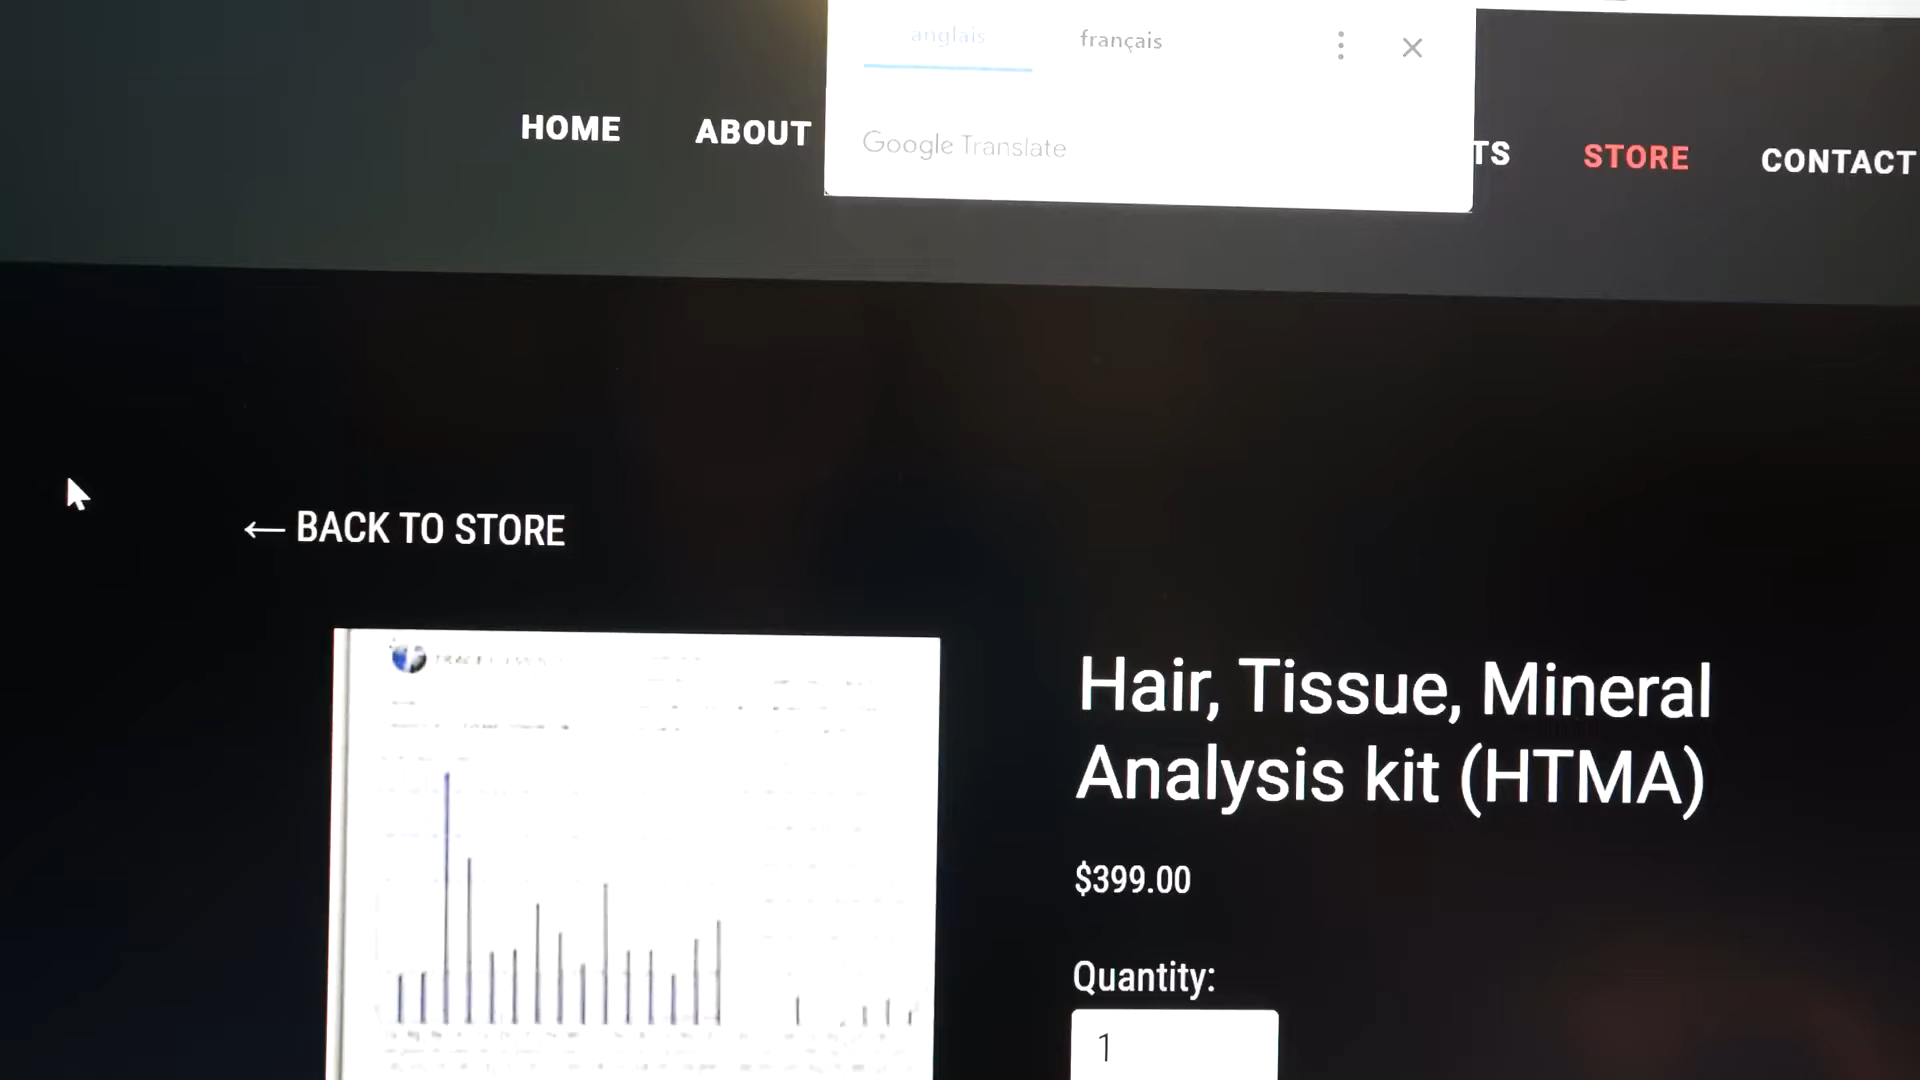 anglais français
Google Translate
HOME ABOUT TS STORE CONTACT
← BACK TO STORE
Hair, Tissue, Mineral
Analysis kit (HTMA)
$399.00
Quantity:
1